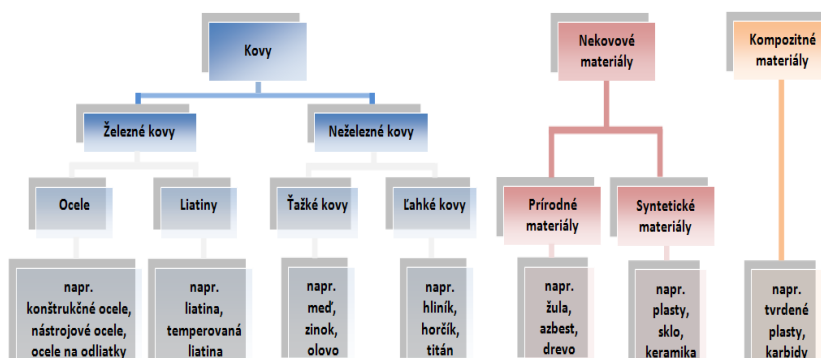 Kovy
Nekovové
materiály
Kompozitné
materiály
Železné kovy
Neželezné kovy
Ocele
Liatiny
Ťažké kovy
Ľahké kovy
Prírodné
materiály
Syntetické
materiály
napr.
konštrukčné ocele,
nástrojové ocele,
ocele na odliatky
napr.
liatina,
temperovaná
liatina
napr.
meď,
zinok,
olovo
napr.
hliník,
horčík,
titán
napr.
žula,
azbest,
drevo
napr.
plasty,
sklo,
keramika
napr.
tvrdené
plasty,
karbidy